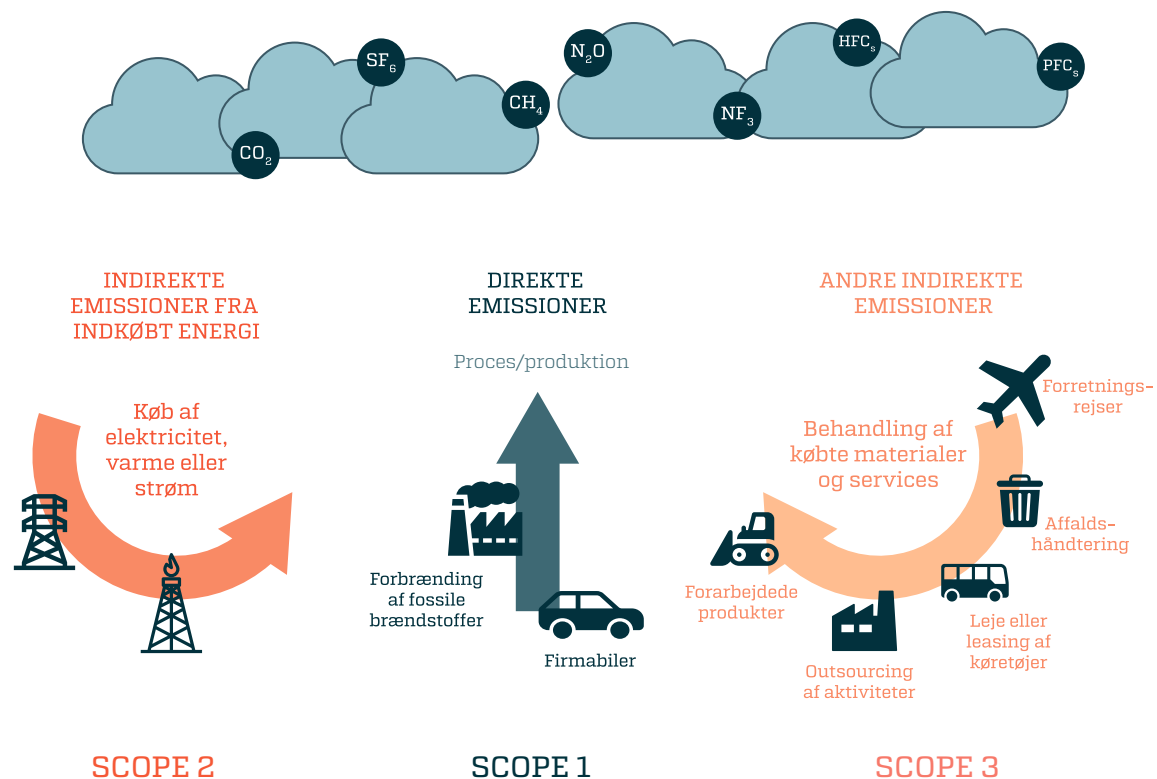 SF₆
CH₄
CO₂
N₂O
NF₃
HFCₛ
PFCₛ
INDIREKTE
EMISSIONER FRA
INDKØBT ENERGI
Køb af
elektricitet,
varme eller
strøm
SCOPE 2
DIREKTE
EMISSIONER
Proces/produktion
Forbrænding
af fossile
brændstoffer
Firmabiler
SCOPE 1
ANDRE INDIREKTE
EMISSIONER
Behandling af
købte materialer
og services
Forretnings-
rejser
Affalds-
håndtering
Leje eller
leasing af
køretøjer
Outsourcing
af aktiviteter
Forarbejdede
produkter
SCOPE 3